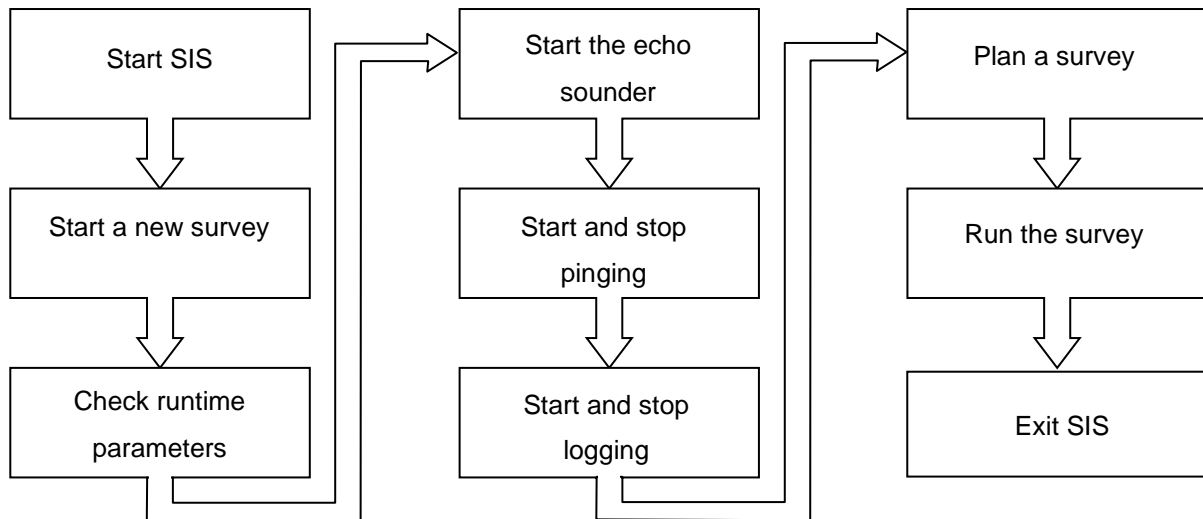 Start SIS
Start a new survey
Check runtime
parameters
Start the echo
sounder
Start and stop
pinging
Start and stop
logging
Plan a survey
Run the survey
Exit SIS